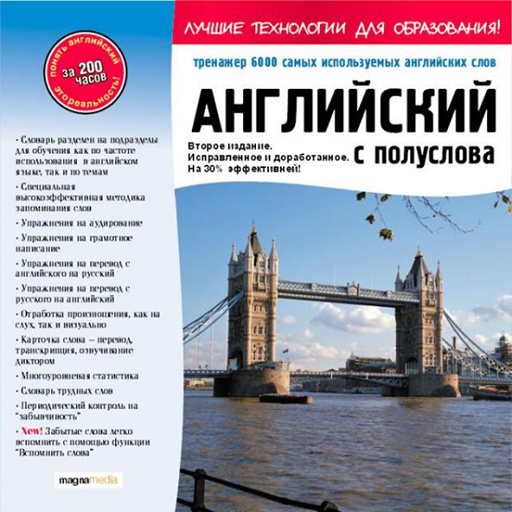 ЛУЧШИЕ ТЕХНОЛОГИИ ДЛЯ ОБРАЗОВАНИЯ!
понять английский
за 200
часов
это реальность!
тренажер 6000 самых используемых английских слов
АНГЛИЙСКИЙ
с полуслова
Второе издание.
Исправленное и доработанное.
На 30% эффективней!
· Словарь разделен на подразделы
для обучения как по частоте
использования в английском
языке, так и по темам
· Специальная
высокоэффективная методика
запоминания слов
· Упражнения на аудирование
· Упражнения на грамотное
написание
· Упражнения на перевод с
английского на русский
· Упражнения на перевод с
русского на английский
· Отработка произношения, как на
слух, так и визуально
· Карточка слова – перевод,
транскрипция, озвучивание
диктором
· Многоуровневая статистика
· Словарь трудных слов
· Периодический контроль на
"забывчивость"
· New! Забытые слова легко
вспомнить с помощью функции
"Вспомнить слова"
magnamedia